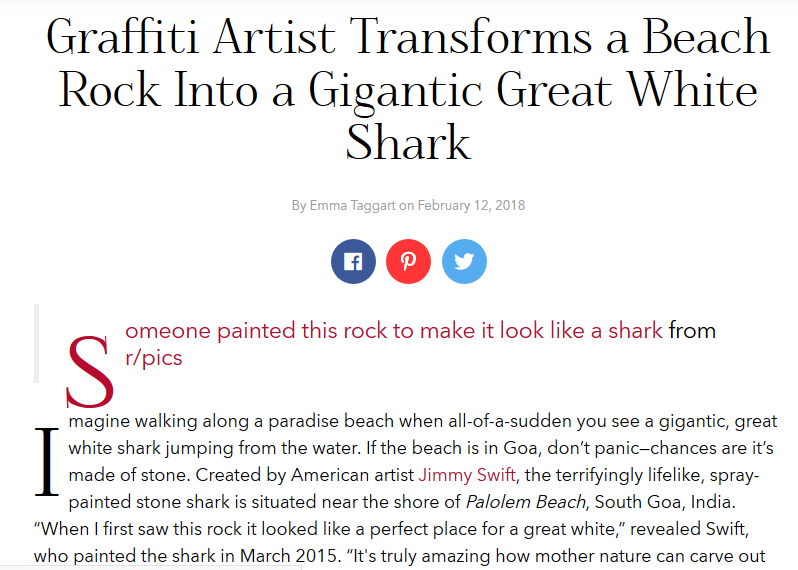 Graffiti Artist Transforms a Beach
Rock Into a Gigantic Great White
Shark
By Emma Taggart on February 12, 2018
Someone painted this rock to make it look like a shark from
r/pics
Imagine walking along a paradise beach when all-of-a-sudden you see a gigantic, great
white shark jumping from the water. If the beach is in Goa, don’t panic—chances are it’s
made of stone. Created by American artist Jimmy Swift, the terrifyingly lifelike, spray-
painted stone shark is situated near the shore of Palolem Beach, South Goa, India.
“When I first saw this rock it looked like a perfect place for a great white,” revealed Swift,
who painted the shark in March 2015. “It's truly amazing how mother nature can carve out